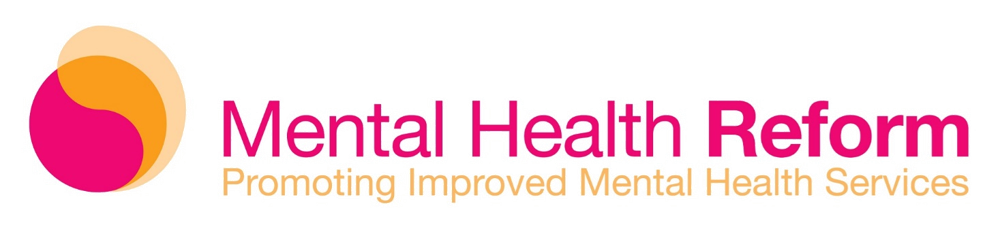 Mental Health Reform
Promoting Improved Mental Health Services